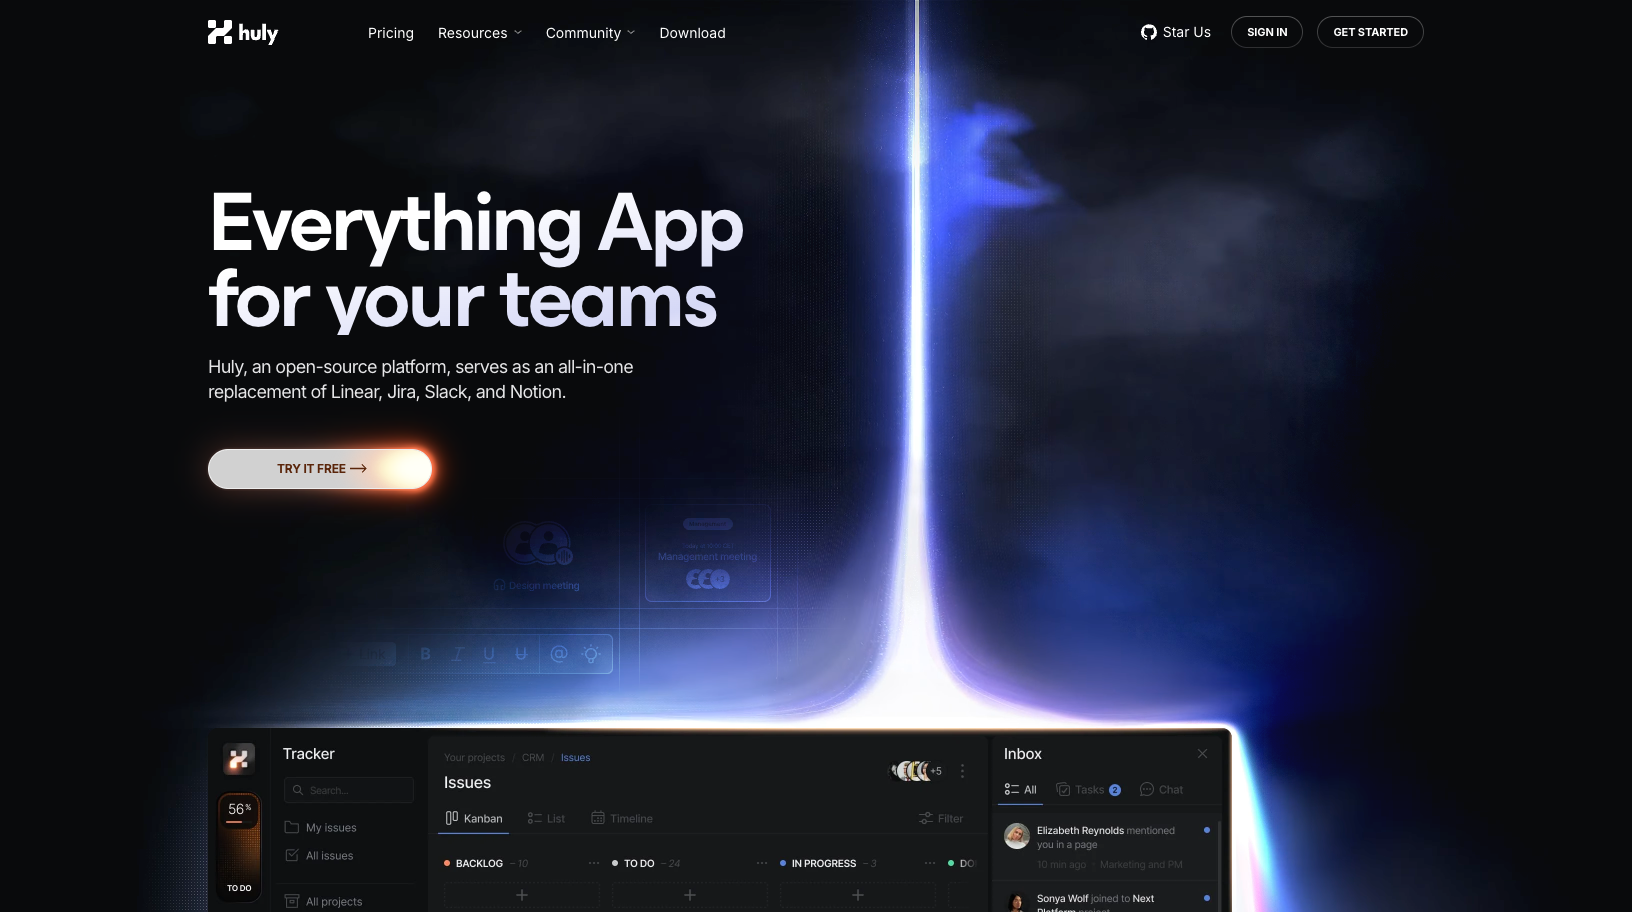 huly
Pricing
Resources
Community
Download
Star Us
SIGN IN
GET STARTED
Everything App
for your teams
Huly, an open-source platform, serves as an all-in-one
replacement of Linear, Jira, Slack, and Notion.
TRY IT FREE →
Management meeting
Design meeting
B I U U @
Tracker
Search...
56%
My issues
All issues
TO DO
All projects
Your projects / CRM / Issues
Issues
+5
Kanban
List
Timeline
Filter
BACKLOG – 10
TO DO – 24
IN PROGRESS – 3
DO
Inbox
All
Tasks 2
Chat
Elizabeth Reynolds mentioned
you in a page
10 min ago · Marketing and PM
Sonya Wolf joined to Next
Platform project